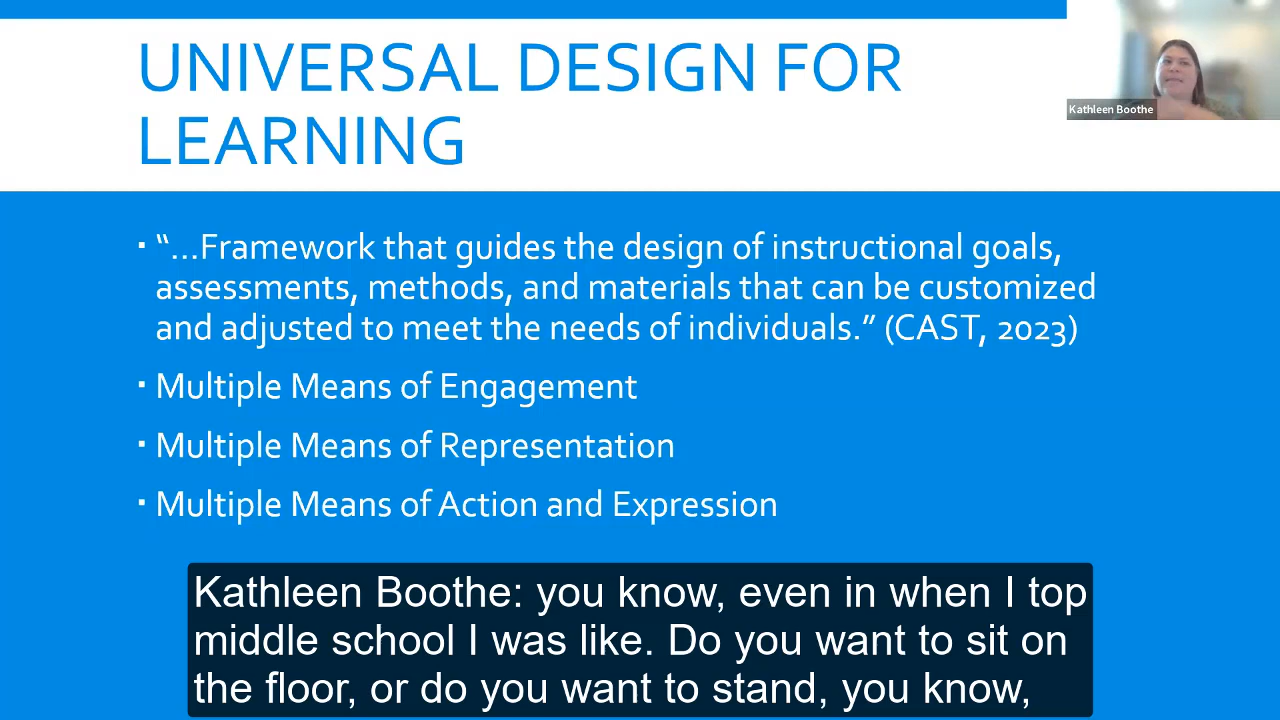 UNIVERSAL DESIGN FOR
LEARNING
Kathleen Boothe
▪ “…Framework that guides the design of instructional goals,
assessments, methods, and materials that can be customized
and adjusted to meet the needs of individuals.” (CAST, 2023)
▪ Multiple Means of Engagement
▪ Multiple Means of Representation
▪ Multiple Means of Action and Expression
Kathleen Boothe: you know, even in when I top
middle school I was like. Do you want to sit on
the floor, or do you want to stand, you know,